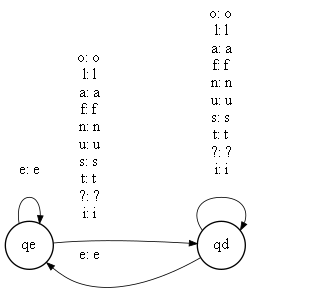 o: o
l: l
a: a
f: f
n: n
u: u
s: s
t: t
?: ?
i: i
o: o
l: l
a: a
f: f
n: n
u: u
s: s
t: t
?: ?
i: i
e: e
qe
qd
e: e